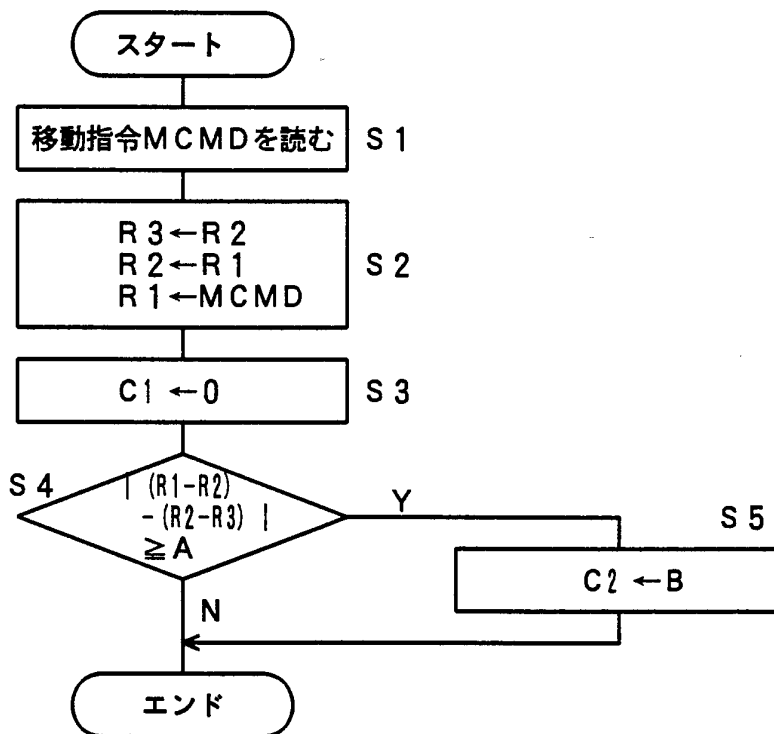 スタート
移動指令MCMDを読む
S1
R3←R2
R2←R1
R1←MCMD
S2
C1←0
S3
S4
| (R1-R2)
-(R2-R3) |
≧A
Y
S5
C2←B
N
エンド